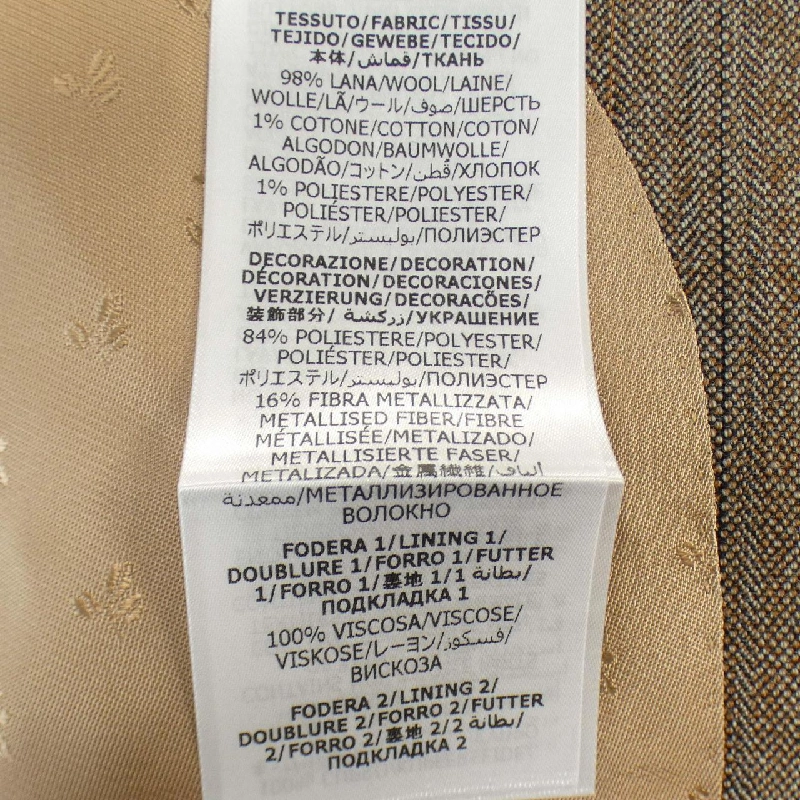 TESSUTO/FABRIC/TISSU/
TEJIDO/GEWEBE/TECIDO/
本体/قماش/ТКАНЬ
98% LANA/WOOL/LAINE/
WOLLE/LÃ/ウール/صوف/ШЕРСТЬ
1% COTONE/COTTON/COTON/
ALGODON/BAUMWOLLE/
ALGODÃO/コットン/قطن/ХЛОПОК
1% POLIESTERE/POLYESTER/
POLIÉSTER/POLIESTER/
ポリエステル/بوليستر/ПОЛИЭСТЕР
DECORAZIONE/DECORATION/
DÉCORATION/DECORACIONES/
VERZIERUNG/DECORACÕES/
装飾部分/زركشة/УКРАШЕНИЕ
84% POLIESTERE/POLYESTER/
POLIÉSTER/POLIESTER/
ポリエステル/بوليستر/ПОЛИЭСТЕР
16% FIBRA METALLIZZATA/
METALLISED FIBER/FIBRE
MÉTALLISÉE/METALIZADO/
METALLISIERTE FASER/
METALIZADA/金属繊維/ألياف
ممعدنة/МЕТАЛЛИЗИРОВАННОЕ
ВОЛОКНО
FODERA 1/LINING 1/
DOUBLURE 1/FORRO 1/FUTTER
1/FORRO 1/裏地 1/1 بطانة/
ПОДКЛАДКА 1
100% VISCOSA/VISCOSE/
VISKOSE/レーヨン/فسكوز/
ВИСКОЗА
FODERA 2/LINING 2/
DOUBLURE 2/FORRO 2/FUTTER
2/FORRO 2/裏地 2/2 بطانة/
ПОДКЛАДКА 2